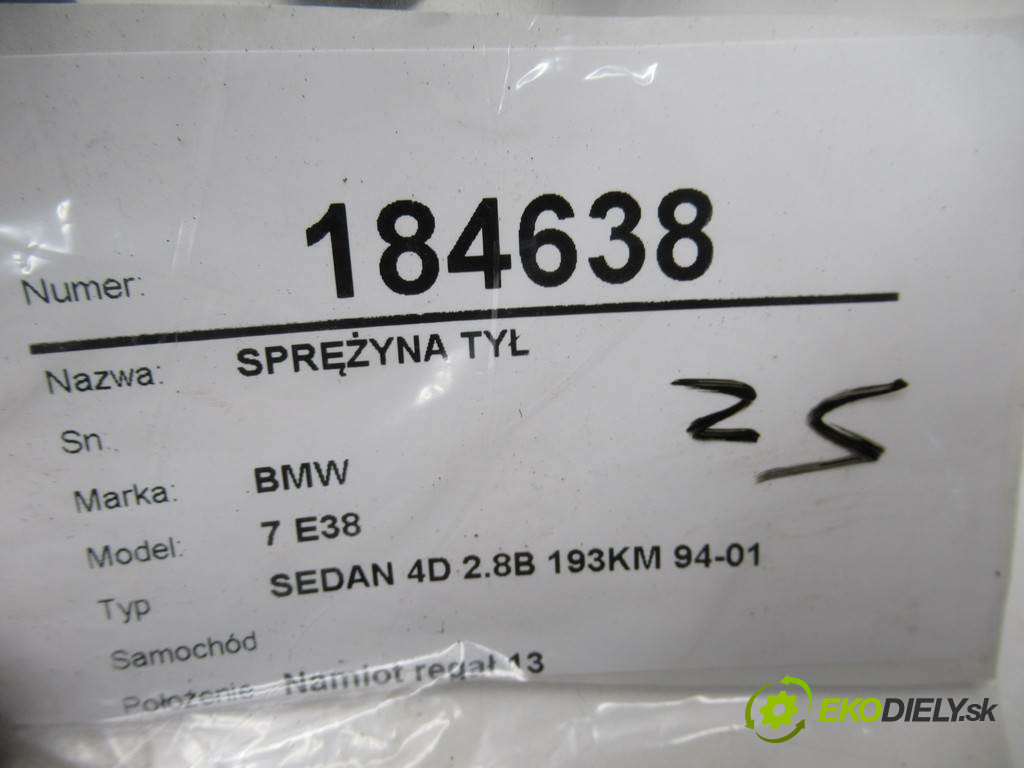 Numer: 184638
Nazwa: SPRĘŻYNA TYŁ
25
Sn.
Marka: BMW
Model: 7 E38
Typ SEDAN 4D 2.8B 193KM 94-01
Samochód
Położenie Namiot regał 13
EKODIELY.sk